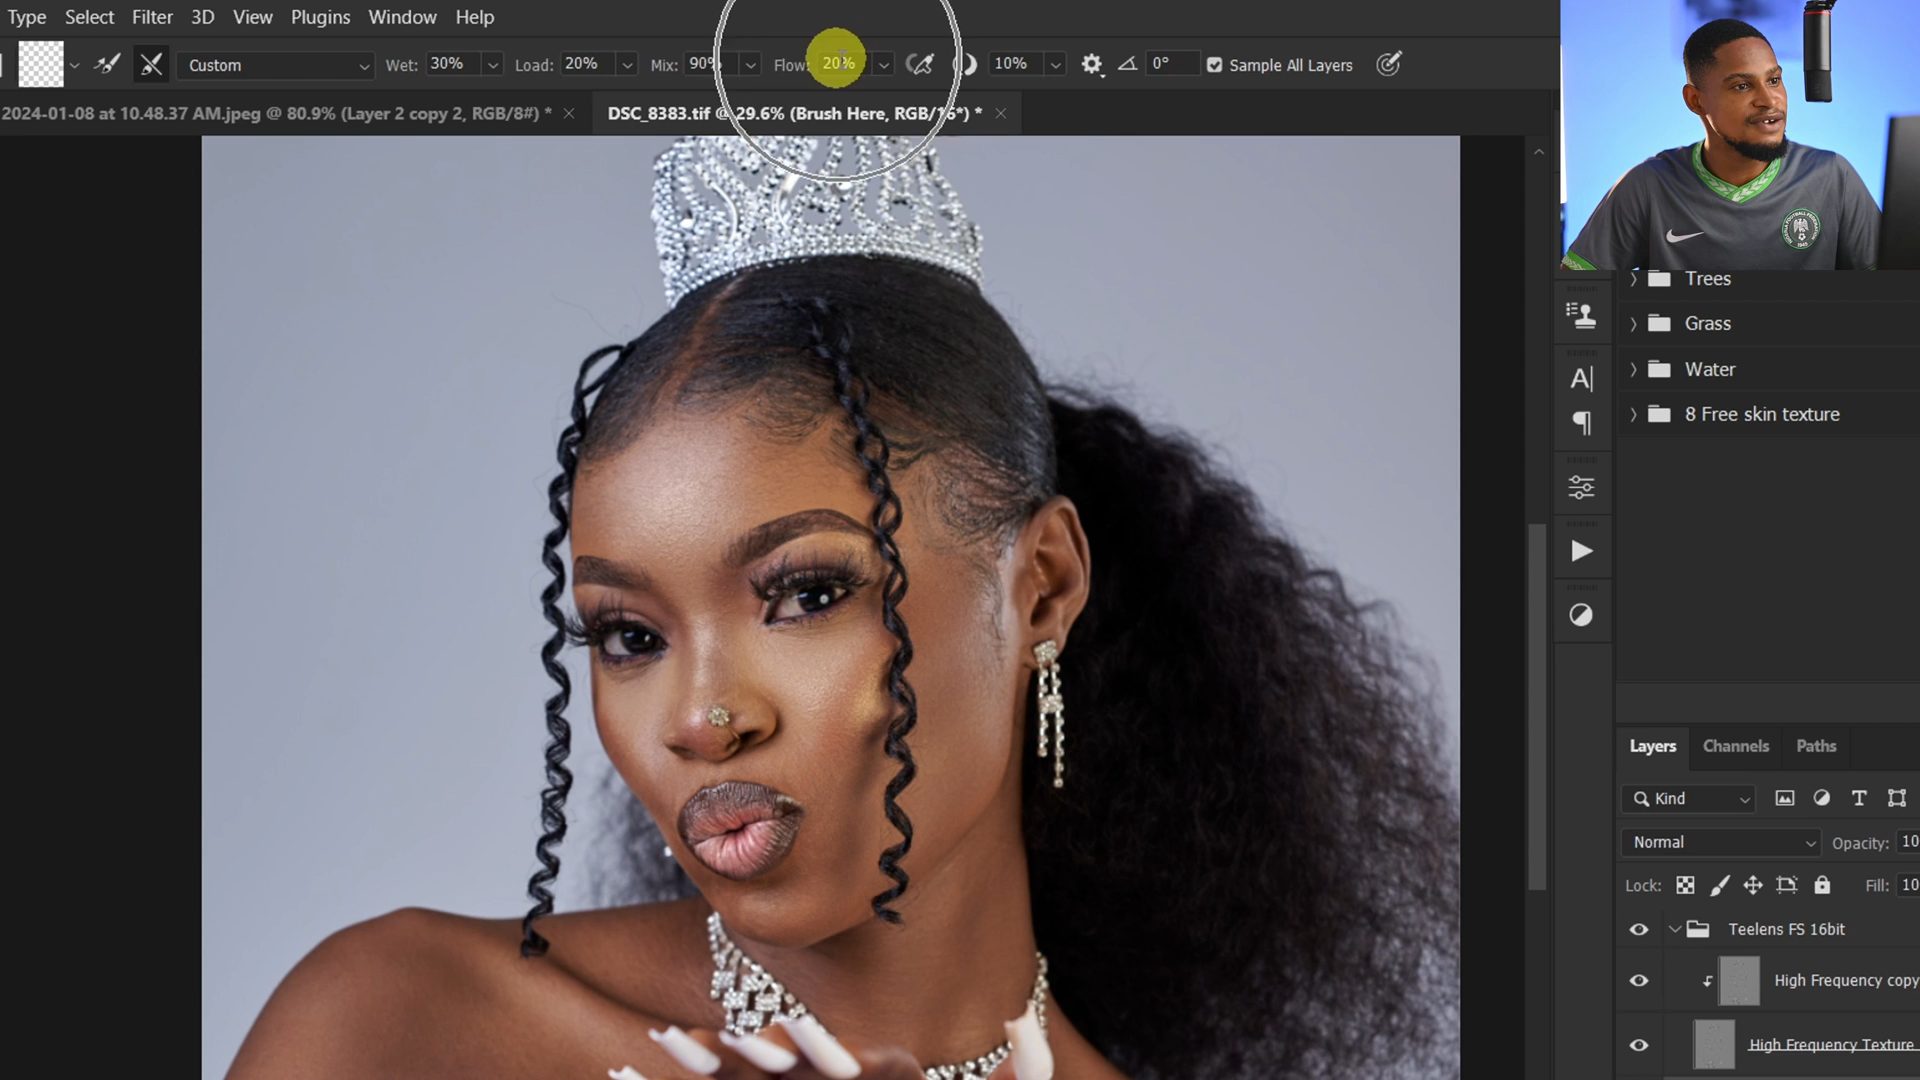 Type Select Filter 3D View Plugins Window Help
Custom Wet: 30% Load: 20% Mix: 90% Flow: 20% 10% 0° Sample All Layers
2024-01-08 at 10.48.37 AM.jpeg @ 80.9% (Layer 2 copy 2, RGB/8#) * DSC_8383.tif @ 29.6% (Brush Here, RGB/16*) *
Trees
Grass
Water
8 Free skin texture
Layers Channels Paths
Kind
Normal Opacity: 10
Lock: Fill: 10
Teelens FS 16bit
High Frequency copy
High Frequency Texture